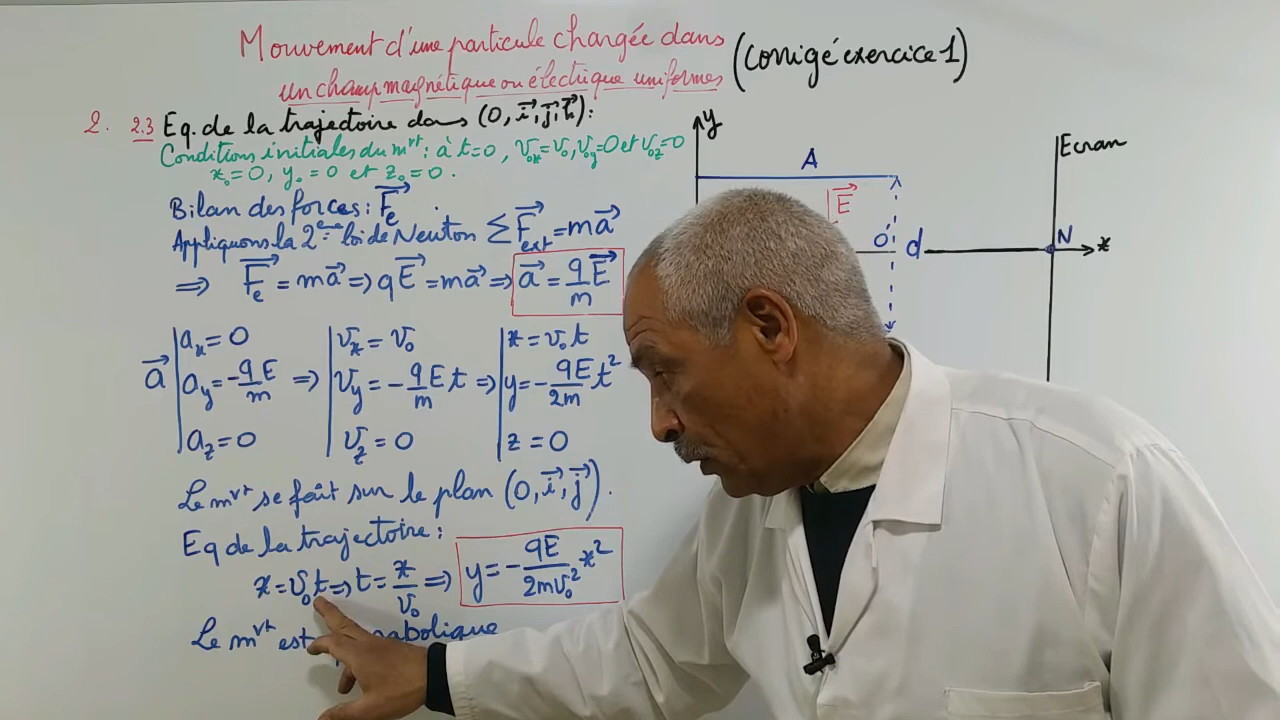 Mouvement d'une particule chargée dans
un champ magnétique ou électrique uniformes
(Corrigé exercice 1)
2. 2.3 Eq. de la trajectoire dans (O, i⃗, j⃗, k⃗):
Conditions initiales du mvt: à t=0, v₀ₓ=v₀, v₀y=0 et v₀z=0
x₀=0, y₀=0 et z₀=0.
Bilan des forces: F⃗e.
Appliquons la 2ème loi de Newton ΣF⃗ext = ma⃗
⇒ F⃗e = ma⃗ ⇒ qE⃗ = ma⃗ ⇒ a⃗ = qE⃗/m
a⃗ | aₓ = 0 | vₓ = v₀ | x = v₀t
ay = -qE/m ⇒ vy = -q/m E t ⇒ y = -qE/2m t²
az = 0 | vz = 0 | z = 0
Le mvt se fait sur le plan (O, i⃗, j⃗).
Eq de la trajectoire:
x = v₀t ⇒ t = x/v₀ ⇒ y = -qE/2mv₀² x²
Le mvt est
y
A
E⃗
O'
d
Ecran
N
x